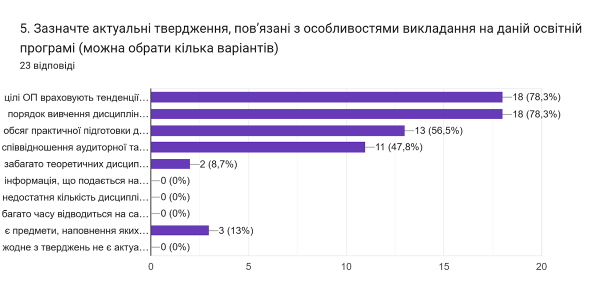 5. Зазначте актуальні твердження, пов’язані з особливостями викладання на даній освітній
програмі (можна обрати кілька варіантів)
23 відповіді
цілі ОП враховують тенденції…
18 (78,3%)
порядок вивчення дисциплін…
18 (78,3%)
обсяг практичної підготовки д…
13 (56,5%)
співвідношення аудиторної та…
11 (47,8%)
забагато теоретичних дисцип…
2 (8,7%)
інформація, що подається на…
0 (0%)
недостатня кількість дисциплі…
0 (0%)
багато часу відводиться на са…
0 (0%)
є предмети, наповнення яких…
3 (13%)
жодне з тверджень не є актуа…
0 (0%)
0 5 10 15 20